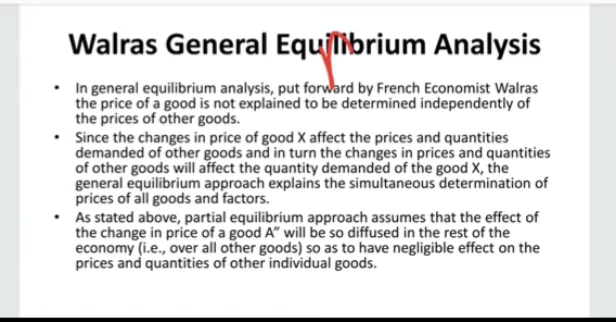 Walras General Equilibrium Analysis
• In general equilibrium analysis, put forward by French Economist Walras
the price of a good is not explained to be determined independently of
the prices of other goods.
• Since the changes in price of good X affect the prices and quantities
demanded of other goods and in turn the changes in prices and quantities
of other goods will affect the quantity demanded of the good X, the
general equilibrium approach explains the simultaneous determination of
prices of all goods and factors.
• As stated above, partial equilibrium approach assumes that the effect of
the change in price of a good A” will be so diffused in the rest of the
economy (i.e., over all other goods) so as to have negligible effect on the
prices and quantities of other individual goods.